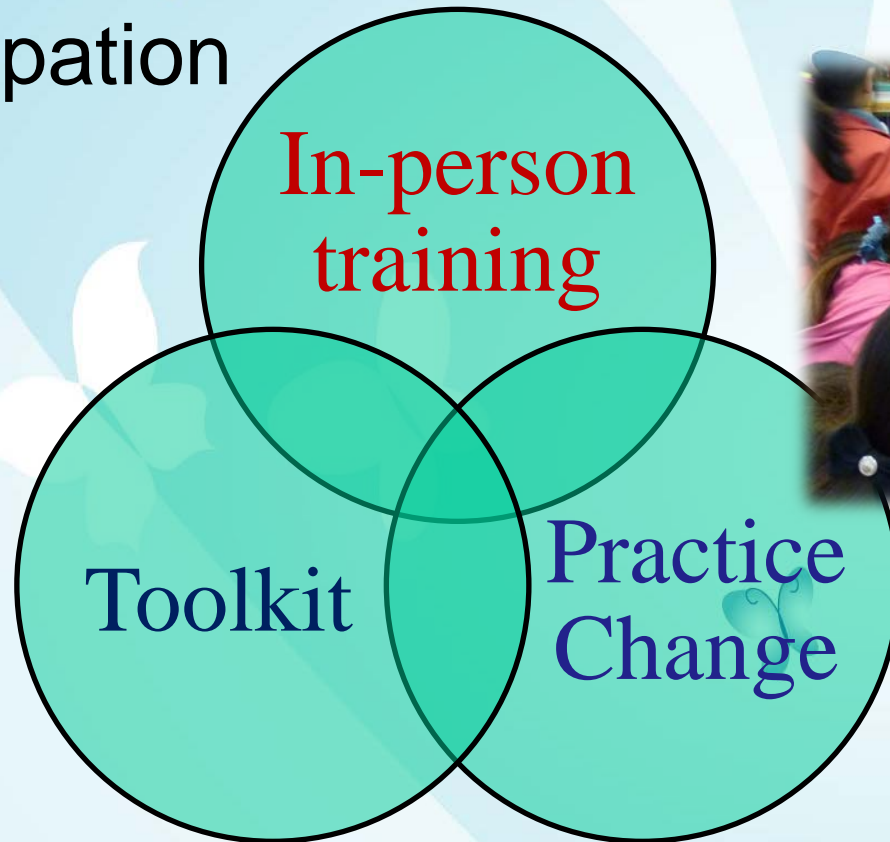 pation
In-person
training
Toolkit
Practice
Change